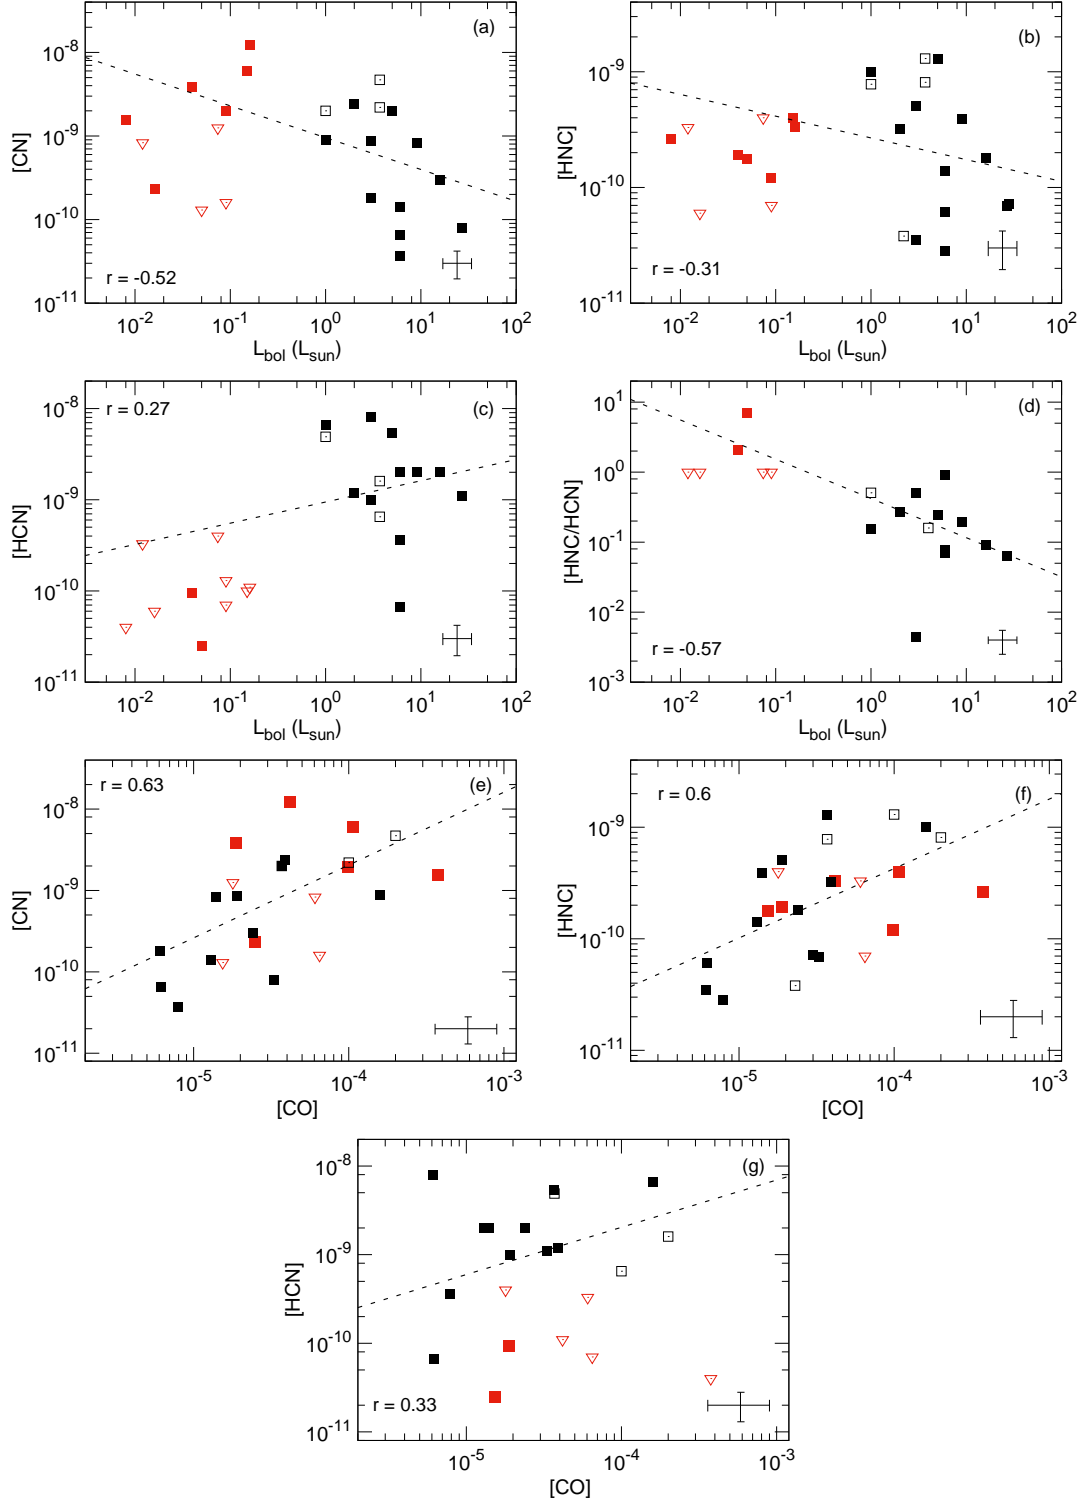 (a)
[CN]
10^-8
10^-9
10^-10
10^-11
r = -0.52
10^-2 10^-1 10^0 10^1 10^2
L_bol (L_sun)
(b)
[HNC]
10^-9
10^-10
10^-11
r = -0.31
10^-2 10^-1 10^0 10^1 10^2
L_bol (L_sun)
(c)
[HCN]
10^-8
10^-9
10^-10
10^-11
r = 0.27
10^-2 10^-1 10^0 10^1 10^2
L_bol (L_sun)
(d)
[HNC/HCN]
10^1
10^0
10^-1
10^-2
10^-3
r = -0.57
10^-2 10^-1 10^0 10^1 10^2
L_bol (L_sun)
(e)
[CN]
10^-8
10^-9
10^-10
10^-11
r = 0.63
10^-5 10^-4 10^-3
[CO]
(f)
[HNC]
10^-9
10^-10
10^-11
r = 0.6
10^-5 10^-4 10^-3
[CO]
(g)
[HCN]
10^-8
10^-9
10^-10
10^-11
r = 0.33
10^-5 10^-4 10^-3
[CO]